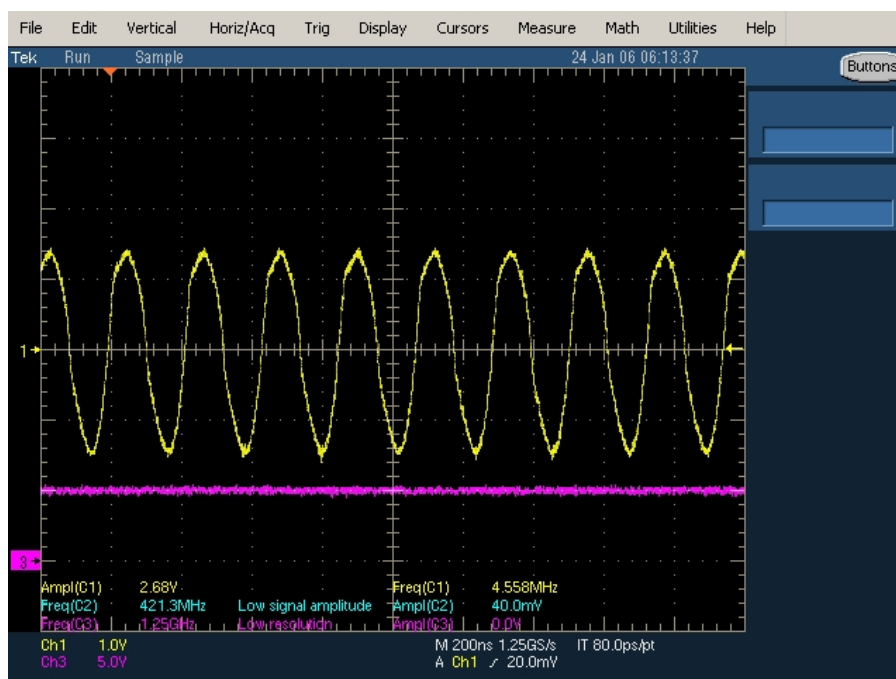 File Edit Vertical Horiz/Acq Trig Display Cursors Measure Math Utilities Help
Tek Run Sample 24 Jan 06 06:13:37
Buttons
1
3
Ampl(C1) 2.68V Freq(C1) 4.558MHz
Freq(C2) 421.3MHz Low signal amplitude Ampl(C2) 40.0mV
Freq(C3) 1.25GHz Low resolution Ampl(C3) 0.0V
Ch1 1.0V M 200ns 1.25GS/s IT 80.0ps/pt
Ch3 5.0V A Ch1 / 20.0mV